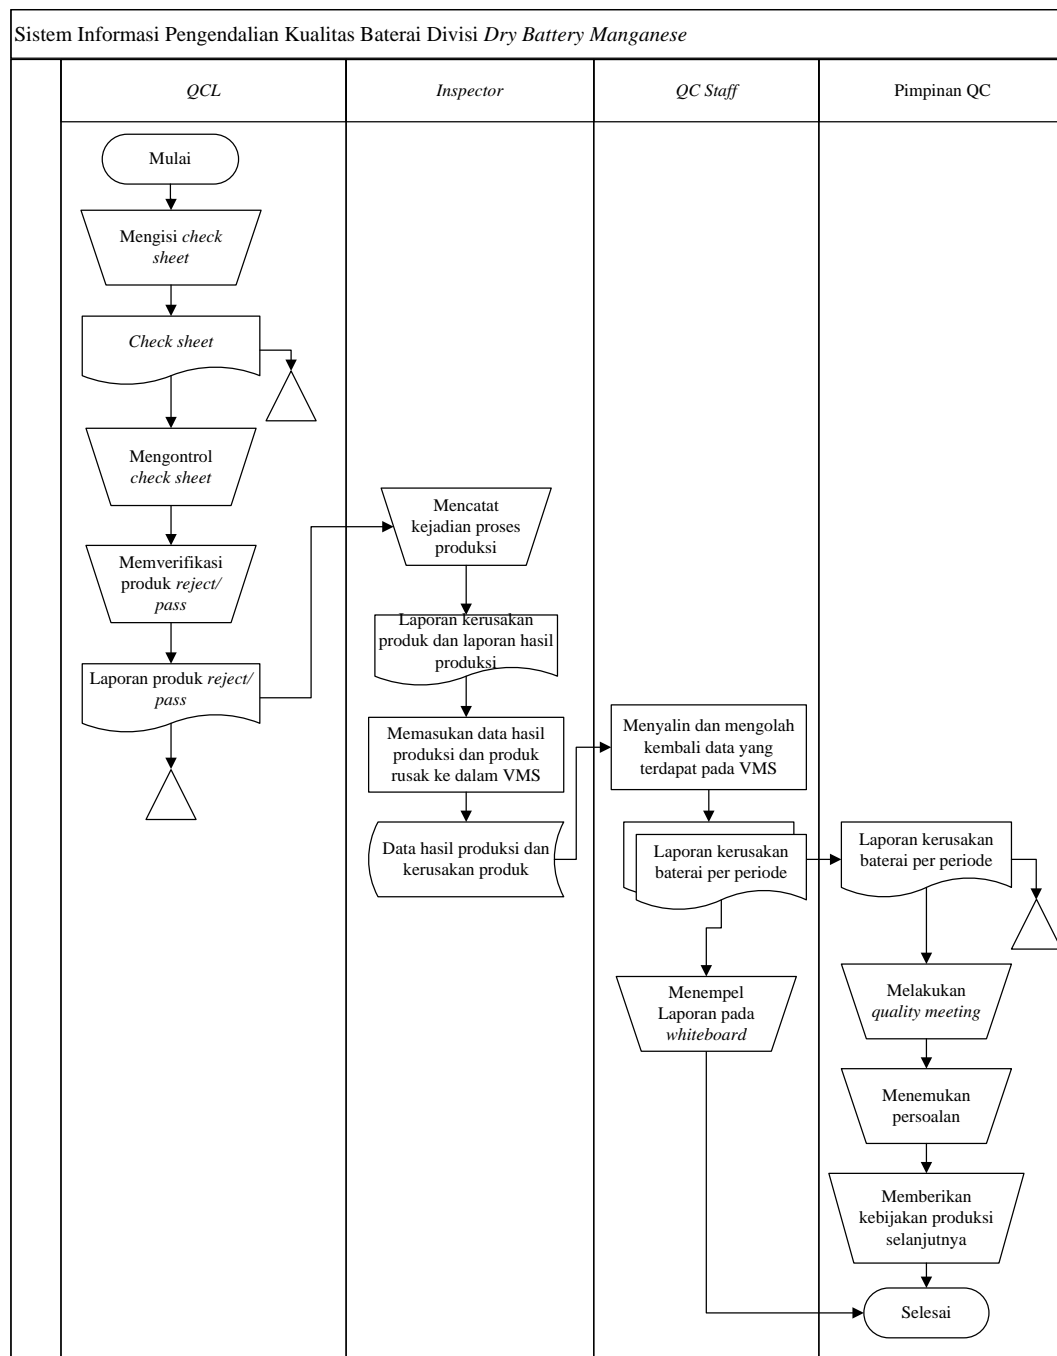 Sistem Informasi Pengendalian Kualitas Baterai Divisi Dry Battery Manganese
QCL
Inspector
QC Staff
Pimpinan QC
Mulai
Mengisi check
sheet
Check sheet
Mengontrol
check sheet
Memverifikasi
produk reject/
pass
Laporan produk reject/
pass
Mencatat
kejadian proses
produksi
Laporan kerusakan
produk dan laporan hasil
produksi
Memasukan data hasil
produksi dan produk
rusak ke dalam VMS
Data hasil produksi dan
kerusakan produk
Menyalin dan mengolah
kembali data yang
terdapat pada VMS
Laporan kerusakan
baterai per periode
Menempel
Laporan pada
whiteboard
Laporan kerusakan
baterai per periode
Melakukan
quality meeting
Menemukan
persoalan
Memberikan
kebijakan produksi
selanjutnya
Selesai